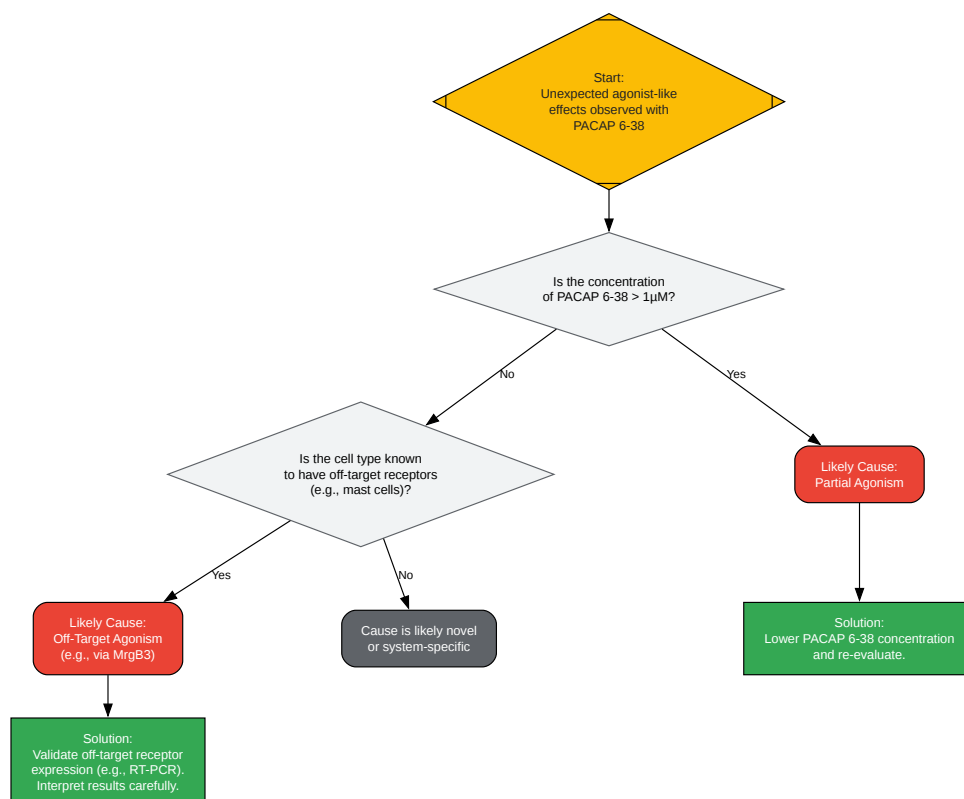 Start:
Unexpected agonist-like
effects observed with
PACAP 6-38
Is the concentration
of PACAP 6-38 > 1µM?
No
Yes
Is the cell type known
to have off-target receptors
(e.g., mast cells)?
Likely Cause:
Partial Agonism
Yes
No
Likely Cause:
Off-Target Agonism
(e.g., via MrgB3)
Cause is likely novel
or system-specific
Solution:
Lower PACAP 6-38 concentration
and re-evaluate.
Solution:
Validate off-target receptor
expression (e.g., RT-PCR).
Interpret results carefully.